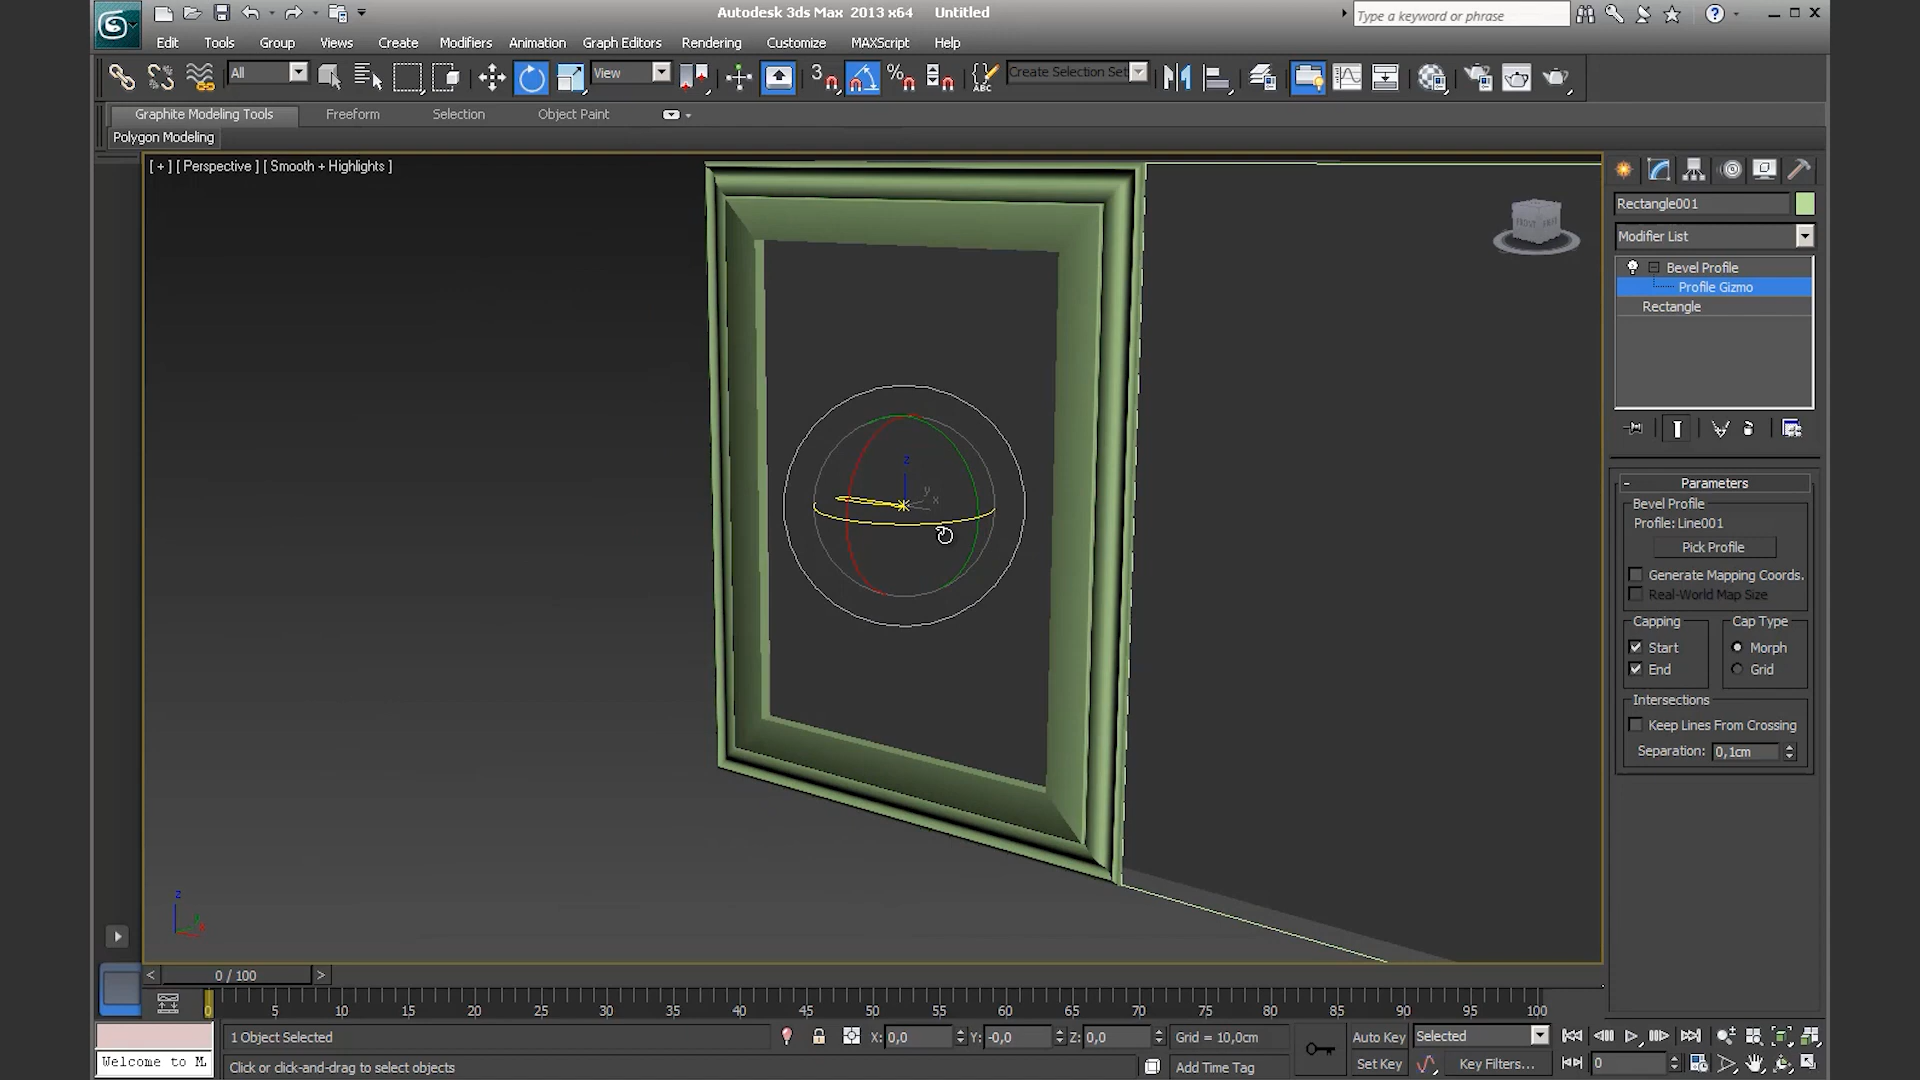 Autodesk 3ds Max 2013 x64 Untitled
Type a keyword or phrase
Edit Tools Group Views Create Modifiers Animation Graph Editors Rendering Customize MAXScript Help
All
View
3
%
ABC
Create Selection Set
Graphite Modeling Tools Freeform Selection Object Paint
Polygon Modeling
[ + ] [ Perspective ] [ Smooth + Highlights ]
Rectangle001
Modifier List
Bevel Profile
Profile Gizmo
Rectangle
z
y
x
Parameters
Bevel Profile
Profile: Line001
Pick Profile
Generate Mapping Coords.
Real-World Map Size
Capping Cap Type
Start Morph
End Grid
Intersections
Keep Lines From Crossing
Separation: 0,1cm
z
x
< 0 / 100 >
0 5 10 15 20 25 30 35 40 45 50 55 60 65 70 75 80 85 90 95 100
1 Object Selected X: 0,0 Y: -0,0 Z: 0,0 Grid = 10,0cm Auto Key Selected
Welcome to M. Click or click-and-drag to select objects Add Time Tag Set Key Key Filters... 0